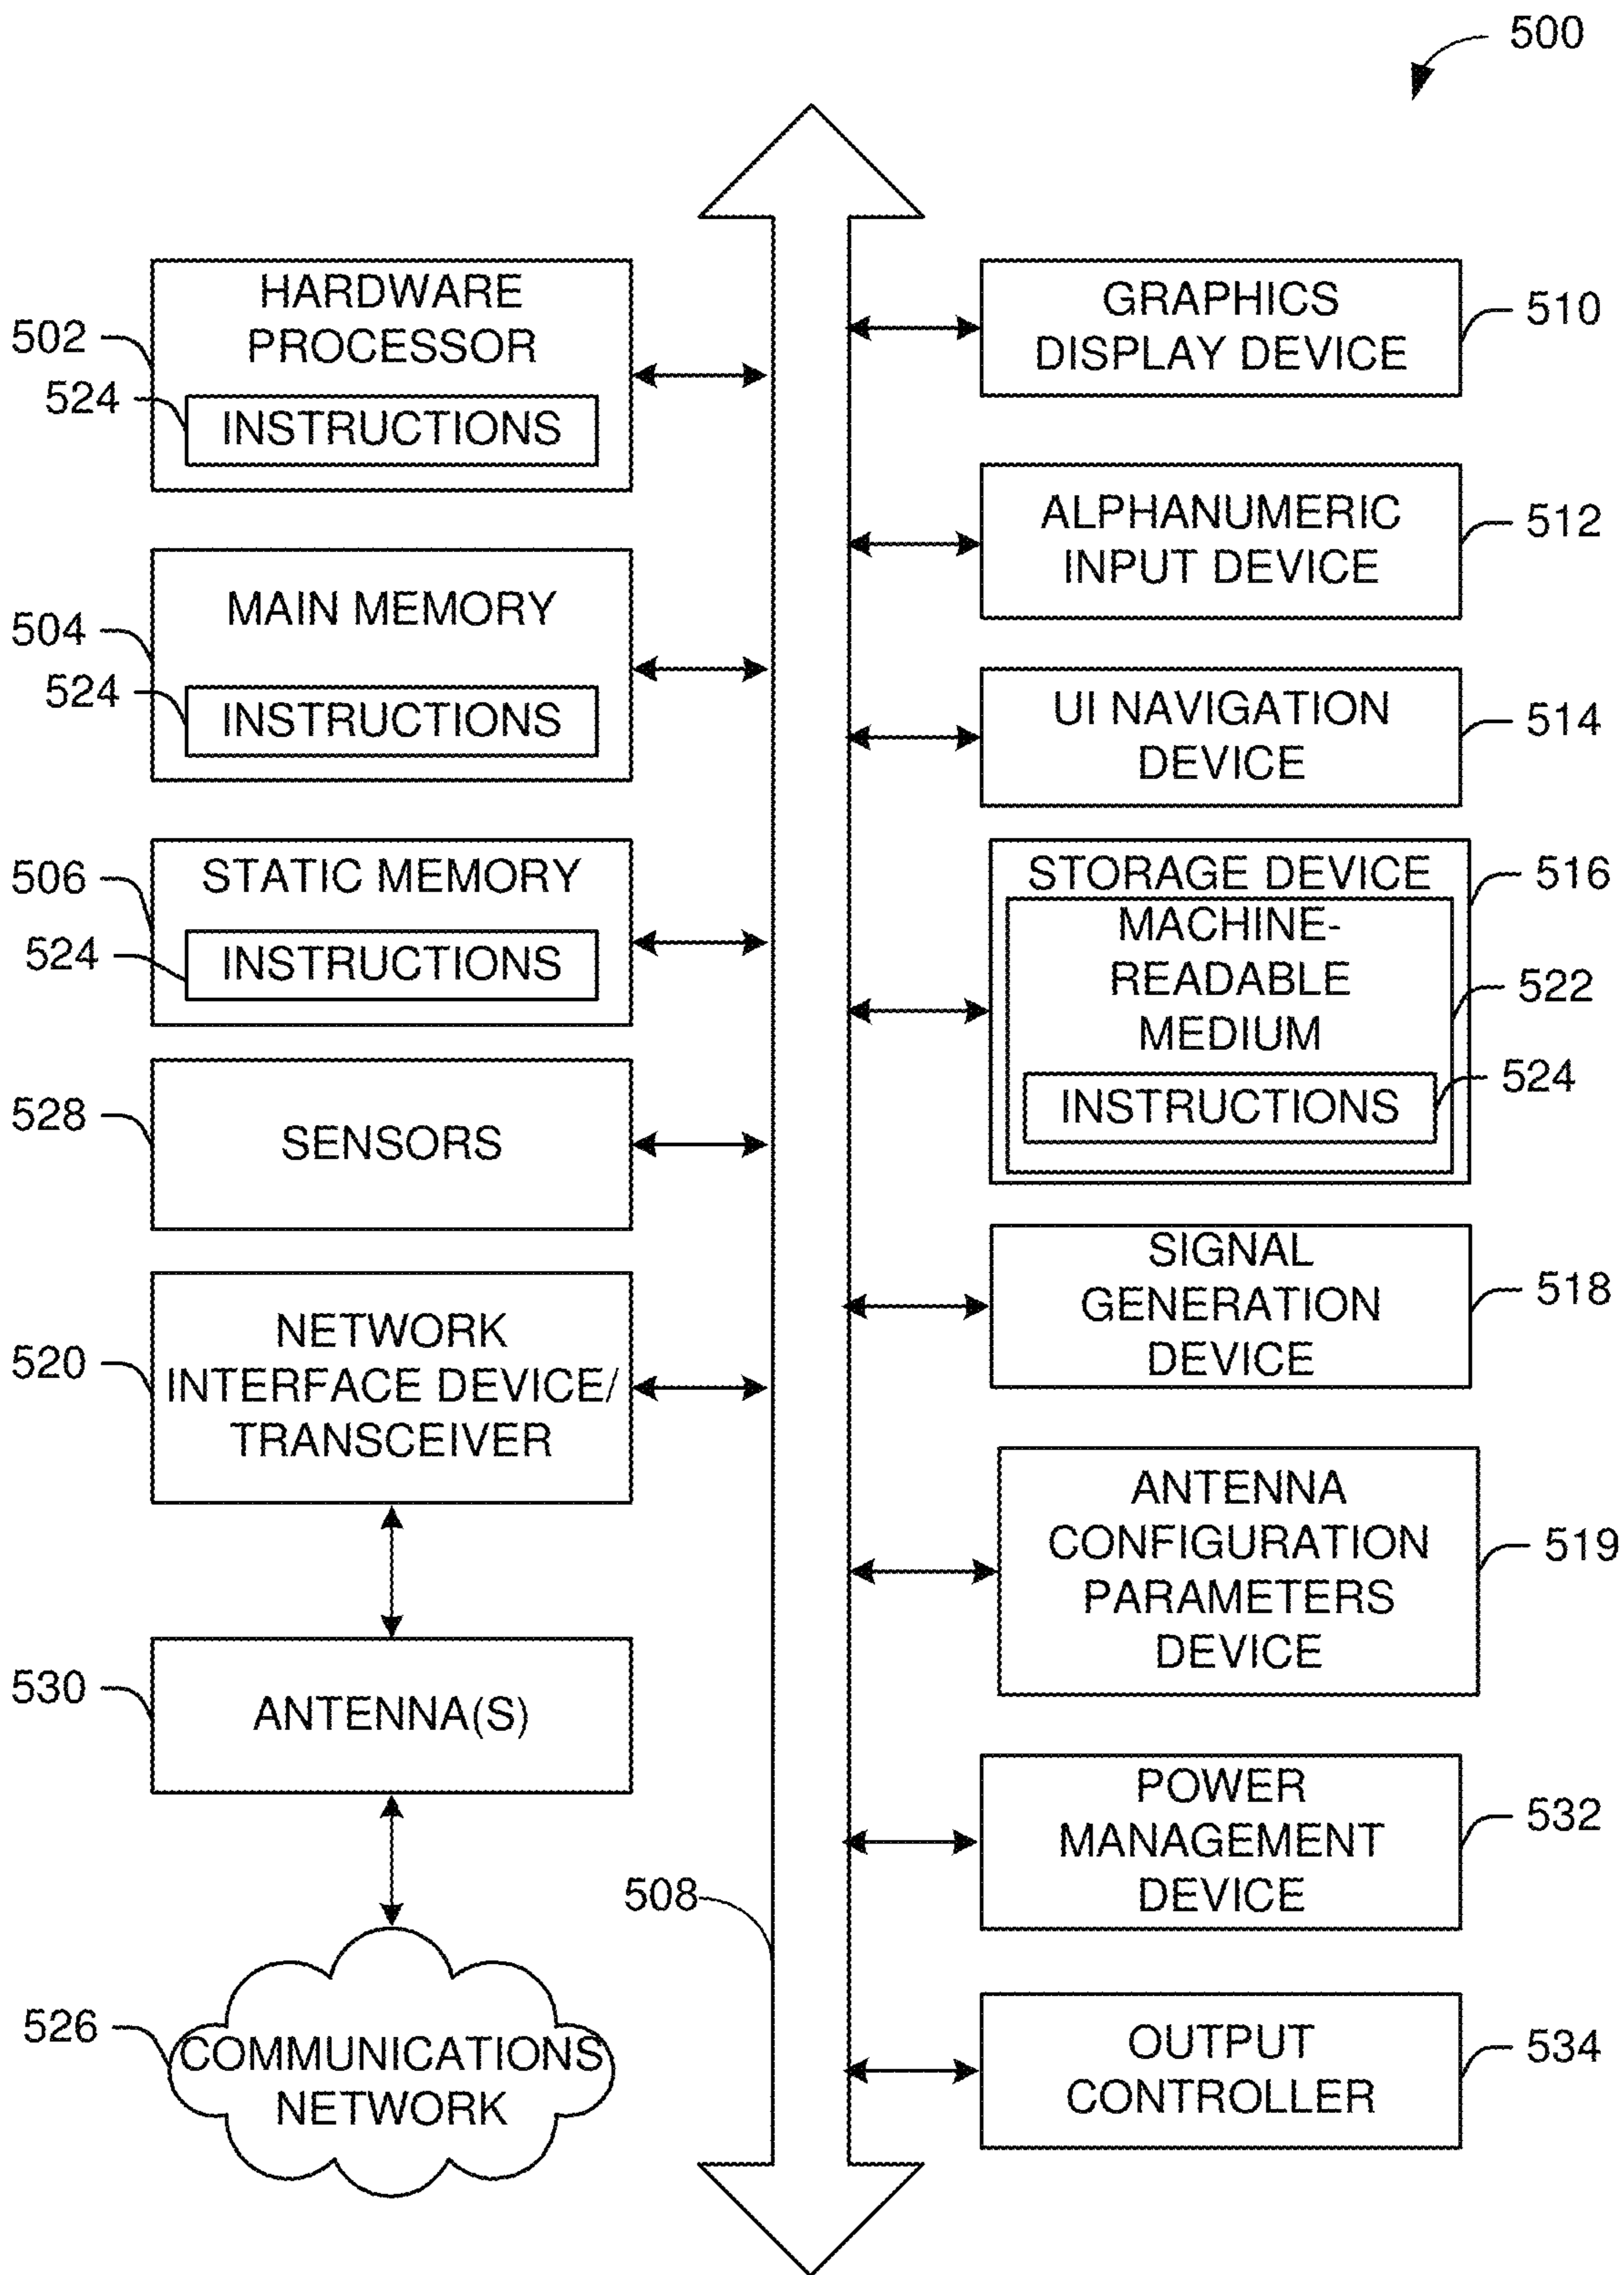 500
HARDWARE
PROCESSOR
502
524
INSTRUCTIONS
MAIN MEMORY
504
524
INSTRUCTIONS
STATIC MEMORY
506
524
INSTRUCTIONS
528
SENSORS
NETWORK
INTERFACE DEVICE/
TRANSCEIVER
520
530
ANTENNA(S)
508
526
COMMUNICATIONS
NETWORK
GRAPHICS
DISPLAY DEVICE
510
ALPHANUMERIC
INPUT DEVICE
512
UI NAVIGATION
DEVICE
514
STORAGE DEVICE
516
MACHINE-
READABLE
MEDIUM
522
INSTRUCTIONS
524
SIGNAL
GENERATION
DEVICE
518
ANTENNA
CONFIGURATION
PARAMETERS
DEVICE
519
POWER
MANAGEMENT
DEVICE
532
OUTPUT
CONTROLLER
534